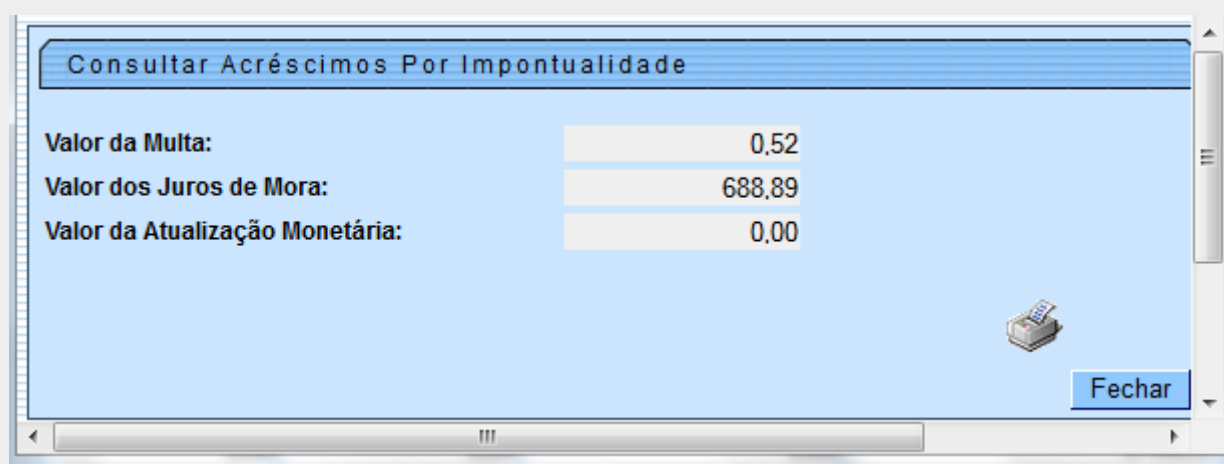 Consultar Acréscimos Por Impontualidade
Valor da Multa: 0,52
Valor dos Juros de Mora: 688,89
Valor da Atualização Monetária: 0,00
Fechar